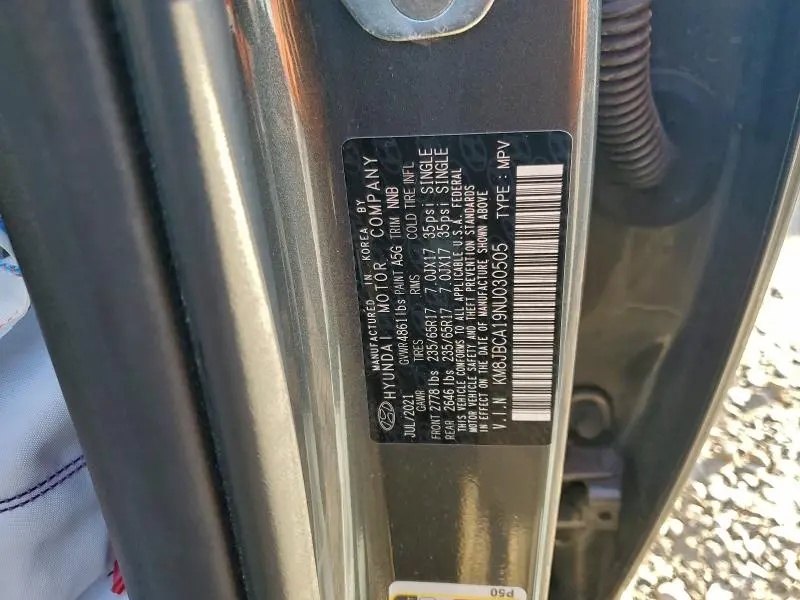 MANUFACTURED IN KOREA BY
HYUNDAI MOTOR COMPANY
JUL/2021 GVWR 4861lbs PAINT A5G TRIM NNB
GAWR TIRES RIMS COLD TIRE INFL
FRONT 2778lbs 235/65R17 7.0JX17 35psi SINGLE
REAR 2646lbs 235/65R17 7.0JX17 35psi SINGLE
THIS VEHICLE CONFORMS TO ALL APPLICABLE U.S.A. FEDERAL
MOTOR VEHICLE SAFETY AND THEFT PREVENTION STANDARDS
IN EFFECT ON THE DATE OF MANUFACTURE SHOWN ABOVE
V.I.N KM8JBCA19NU030505 TYPE : MPV
P50